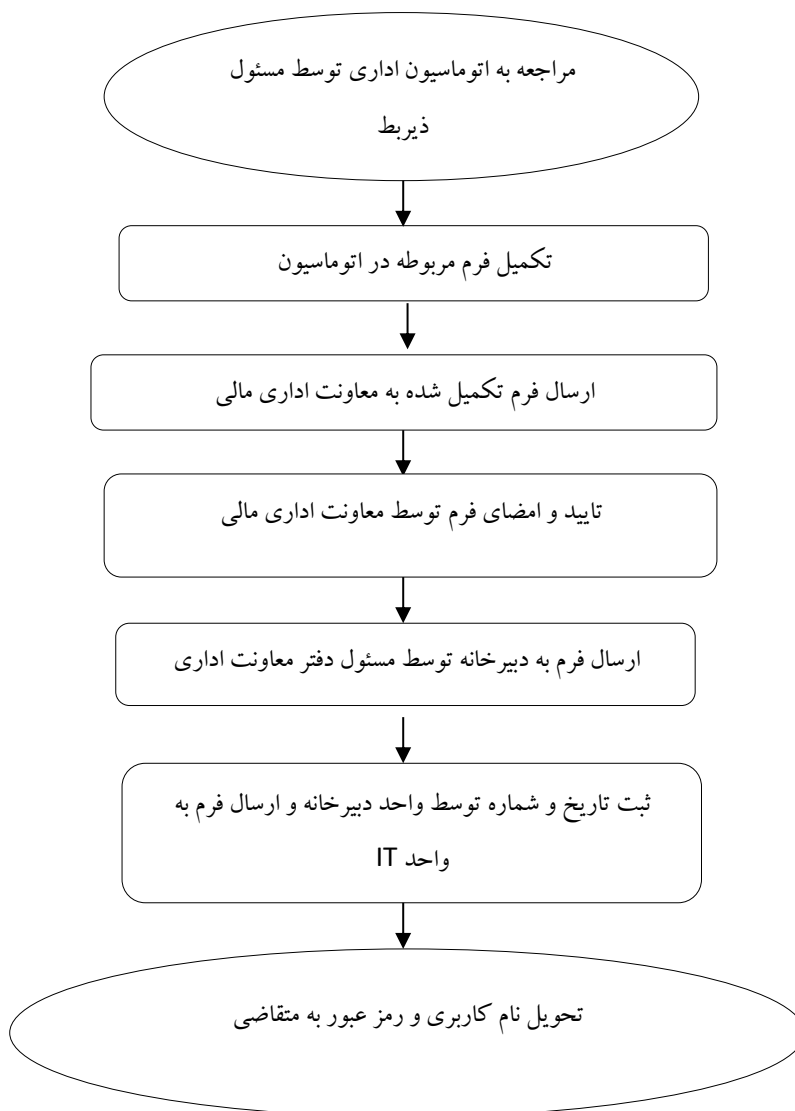 مراجعه به اتوماسیون اداری توسط مسئول
ذیربط
تکمیل فرم مربوطه در اتوماسیون
ارسال فرم تکمیل شده به معاونت اداری مالی
تایید و امضای فرم توسط معاونت اداری مالی
ارسال فرم به دبیرخانه توسط مسئول دفتر معاونت اداری
ثبت تاریخ و شماره توسط واحد دبیرخانه و ارسال فرم به
واحد IT
تحویل نام کاربری و رمز عبور به متقاضی